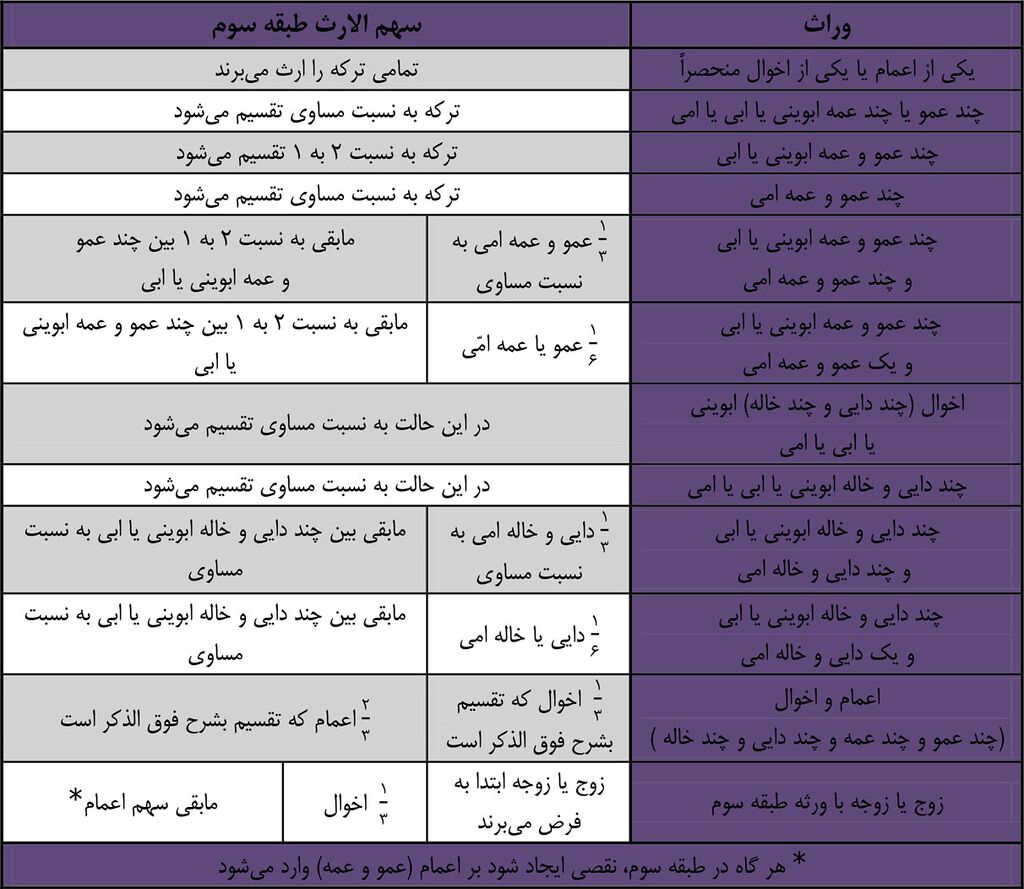 وراث
سهم الارث طبقه سوم
یکی از اعمام یا یکی از اخوال منحصراً
تمامی ترکه را ارث می‌برند
چند عمو یا چند عمه ابوینی یا ابی یا امی
ترکه به نسبت مساوی تقسیم می‌شود
چند عمو و عمه ابوینی یا ابی
ترکه به نسبت ۲ به ۱ تقسیم می‌شود
چند عمو و عمه امی
ترکه به نسبت مساوی تقسیم می‌شود
چند عمو و عمه ابوینی یا ابی
و چند عمو و عمه امی
۱/۳ عمو و عمه امی به
نسبت مساوی
مابقی به نسبت ۲ به ۱ بین چند عمو
و عمه ابوینی یا ابی
چند عمو و عمه ابوینی یا ابی
و یک عمو و عمه امی
۱/۶ عمو یا عمه امّی
مابقی به نسبت ۲ به ۱ بین چند عمو و عمه ابوینی
یا ابی
اخوال (چند دایی و چند خاله) ابوینی
یا ابی یا امی
در این حالت به نسبت مساوی تقسیم می‌شود
چند دایی و خاله ابوینی یا ابی یا امی
در این حالت به نسبت مساوی تقسیم می‌شود
چند دایی و خاله ابوینی یا ابی
و چند دایی و خاله امی
۱/۳ دایی و خاله امی به
نسبت مساوی
مابقی بین چند دایی و خاله ابوینی یا ابی به نسبت
مساوی
چند دایی و خاله ابوینی یا ابی
و یک دایی و خاله امی
۱/۶ دایی یا خاله امی
مابقی بین چند دایی و خاله ابوینی یا ابی به نسبت
مساوی
اعمام و اخوال
(چند عمو و چند عمه و چند دایی و چند خاله )
۱/۳ اخوال که تقسیم
بشرح فوق الذکر است
۲/۳ اعمام که تقسیم بشرح فوق الذکر است
زوج یا زوجه با ورثه طبقه سوم
زوج یا زوجه ابتدا به
فرض می‌برند
۱/۳ اخوال
مابقی سهم اعمام*
* هر گاه در طبقه سوم، نقصی ایجاد شود بر اعمام (عمو و عمه) وارد می‌شود